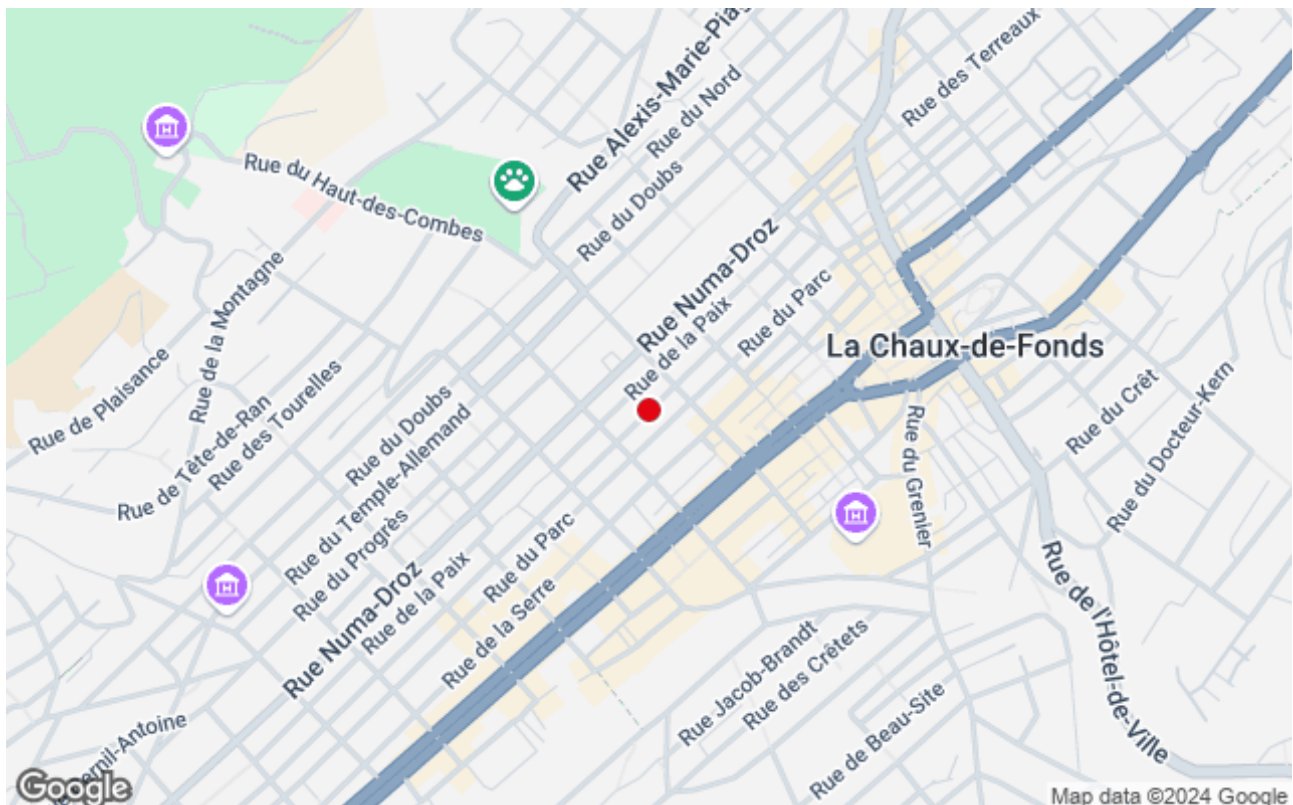 Rue Alexis-Marie-Piag
Rue du Nord
Rue des Terreaux
Rue du Haut-des-Combes
Rue du Doubs
Rue Numa-Droz
Rue de la Paix
Rue du Parc
La Chaux-de-Fonds
Rue de la Montagne
Rue de Plaisance
Rue de Tête-de-Ran
Rue des Tourelles
Rue du Doubs
Rue du Temple-Allemand
Rue du Progrès
Rue du Crêt
Rue du Docteur-Kern
Rue du Grenier
Rue du Parc
Rue de la Paix
Rue Numa-Droz
Rue de la Serre
Rue de l'Hôtel-de-Ville
Rue Jacob-Brandt
Rue des Crêtets
Rue de Beau-Site
ernil-Antoine
Google
Map data ©2024 Google